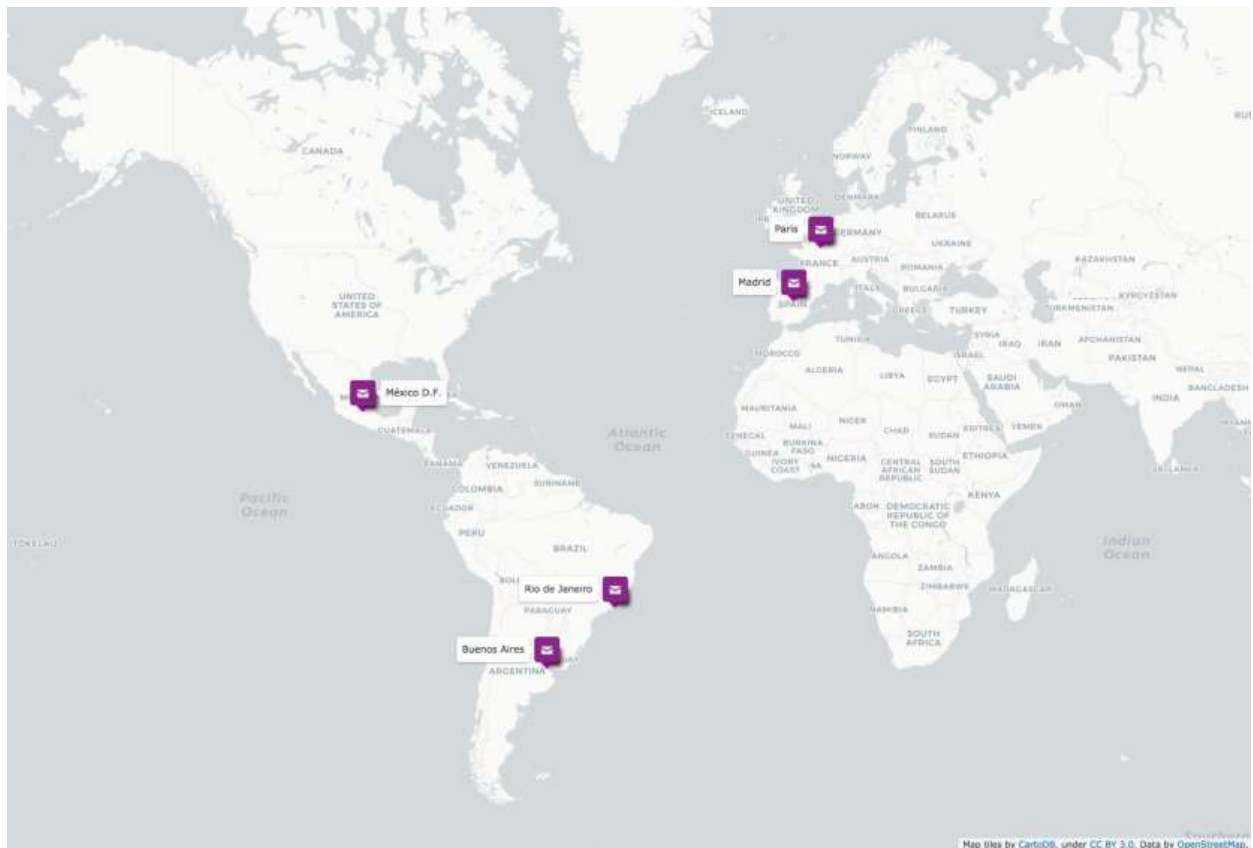 ICELAND
RUS
FINLAND
CANADA
NORWAY
UNITED
KINGDOM
DENMARK
BELARUS
Paris
GERMANY
UKRAINE
FRANCE
AUSTRIA
ROMANIA
KAZAKHSTAN
Madrid
ITALY
BULGARIA
KYRGYZSTAN
UNITED
STATES OF
AMERICA
SPAIN
GREECE
TURKEY
TURKMENISTAN
TUNISIA
SYRIA
IRAQ
IRAN
AFGHANISTAN
MOROCCO
ISRAEL
PAKISTAN
ALGERIA
LIBYA
EGYPT
SAUDI
ARABIA
NEPAL
BANGLADESH
México D.F.
INDIA
OMAN
MAURITANIA
GUATEMALA
Atlantic
Ocean
MALI
NIGER
CHAD
SUDAN
ERITREA
YEMEN
SENEGAL
BURKINA
FASO
GUINEA
IVORY
COAST
NIGERIA
CENTRAL
AFRICAN
REPUBLIC
SOUTH
SUDAN
ETHIOPIA
PANAMA
VENEZUELA
SRI LANKA
COLOMBIA
SURINAME
Pacific
Ocean
ECUADOR
KENYA
GABON
DEMOCRATIC
REPUBLIC OF
THE CONGO
PERU
TOKELAU
BRAZIL
Indian
Ocean
ANGOLA
ZAMBIA
Rio de Janeiro
ZIMBABWE
MADAGASCAR
PARAGUAY
NAMIBIA
SOUTH
AFRICA
Buenos Aires
ARGENTINA
Southern
Map tiles by CartoDB, under CC BY 3.0. Data by OpenStreetMap,